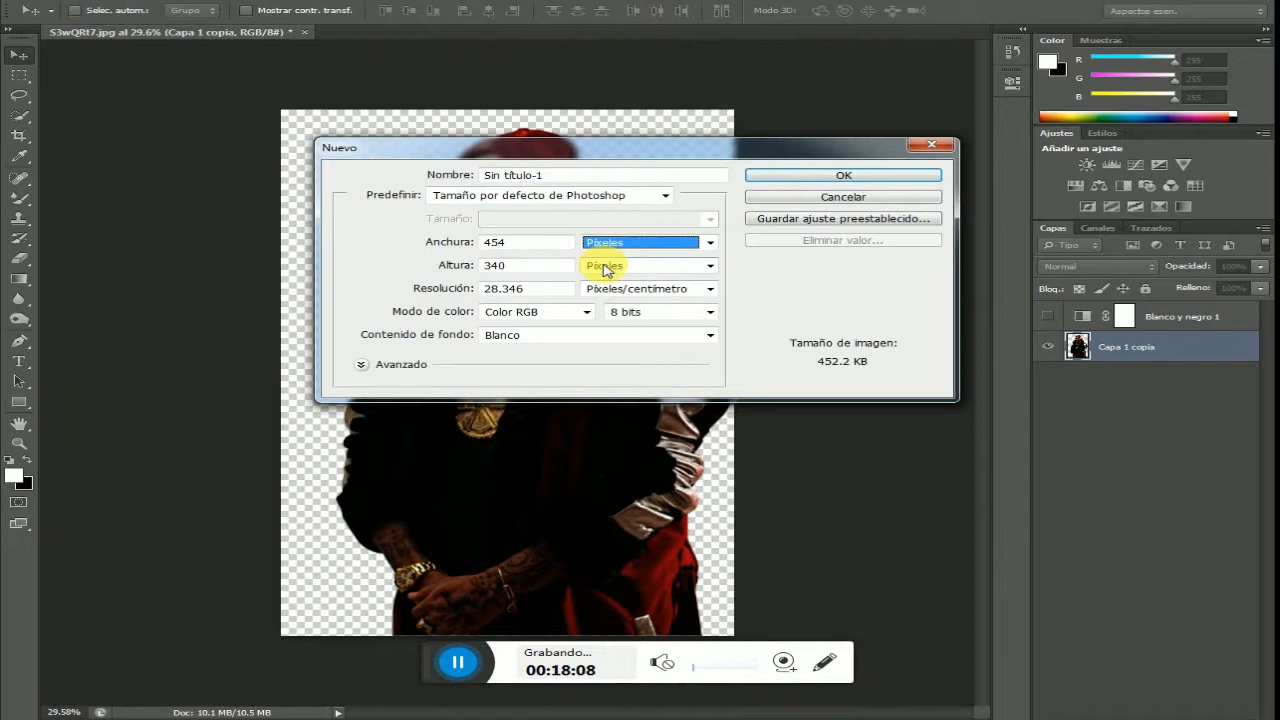 Selec. autom.: Grupo Mostrar contr. transf. Modo 3D: Aspectos esen.
S3wQRt7.jpg al 29.6% (Capa 1 copia, RGB/8#) * ×
Color Muestras
R 255
G 255
B 255
Ajustes Estilos
Añadir un ajuste
Capas Canales Trazados
Tipo
Normal Opacidad: 100%
Bloq.: Relleno: 100%
Blanco y negro 1
Capa 1 copia
Nuevo
Nombre: Sin título-1
Predefinir: Tamaño por defecto de Photoshop
Tamaño:
Anchura: 454 Píxeles
Altura: 340 Píxeles
Resolución: 28.346 Píxeles/centímetro
Modo de color: Color RGB 8 bits
Contenido de fondo: Blanco
Avanzado
OK
Cancelar
Guardar ajuste preestablecido...
Eliminar valor...
Tamaño de imagen:
452.2 KB
Grabando...
00:18:08
29.58% Doc: 10.1 MB/10.5 MB